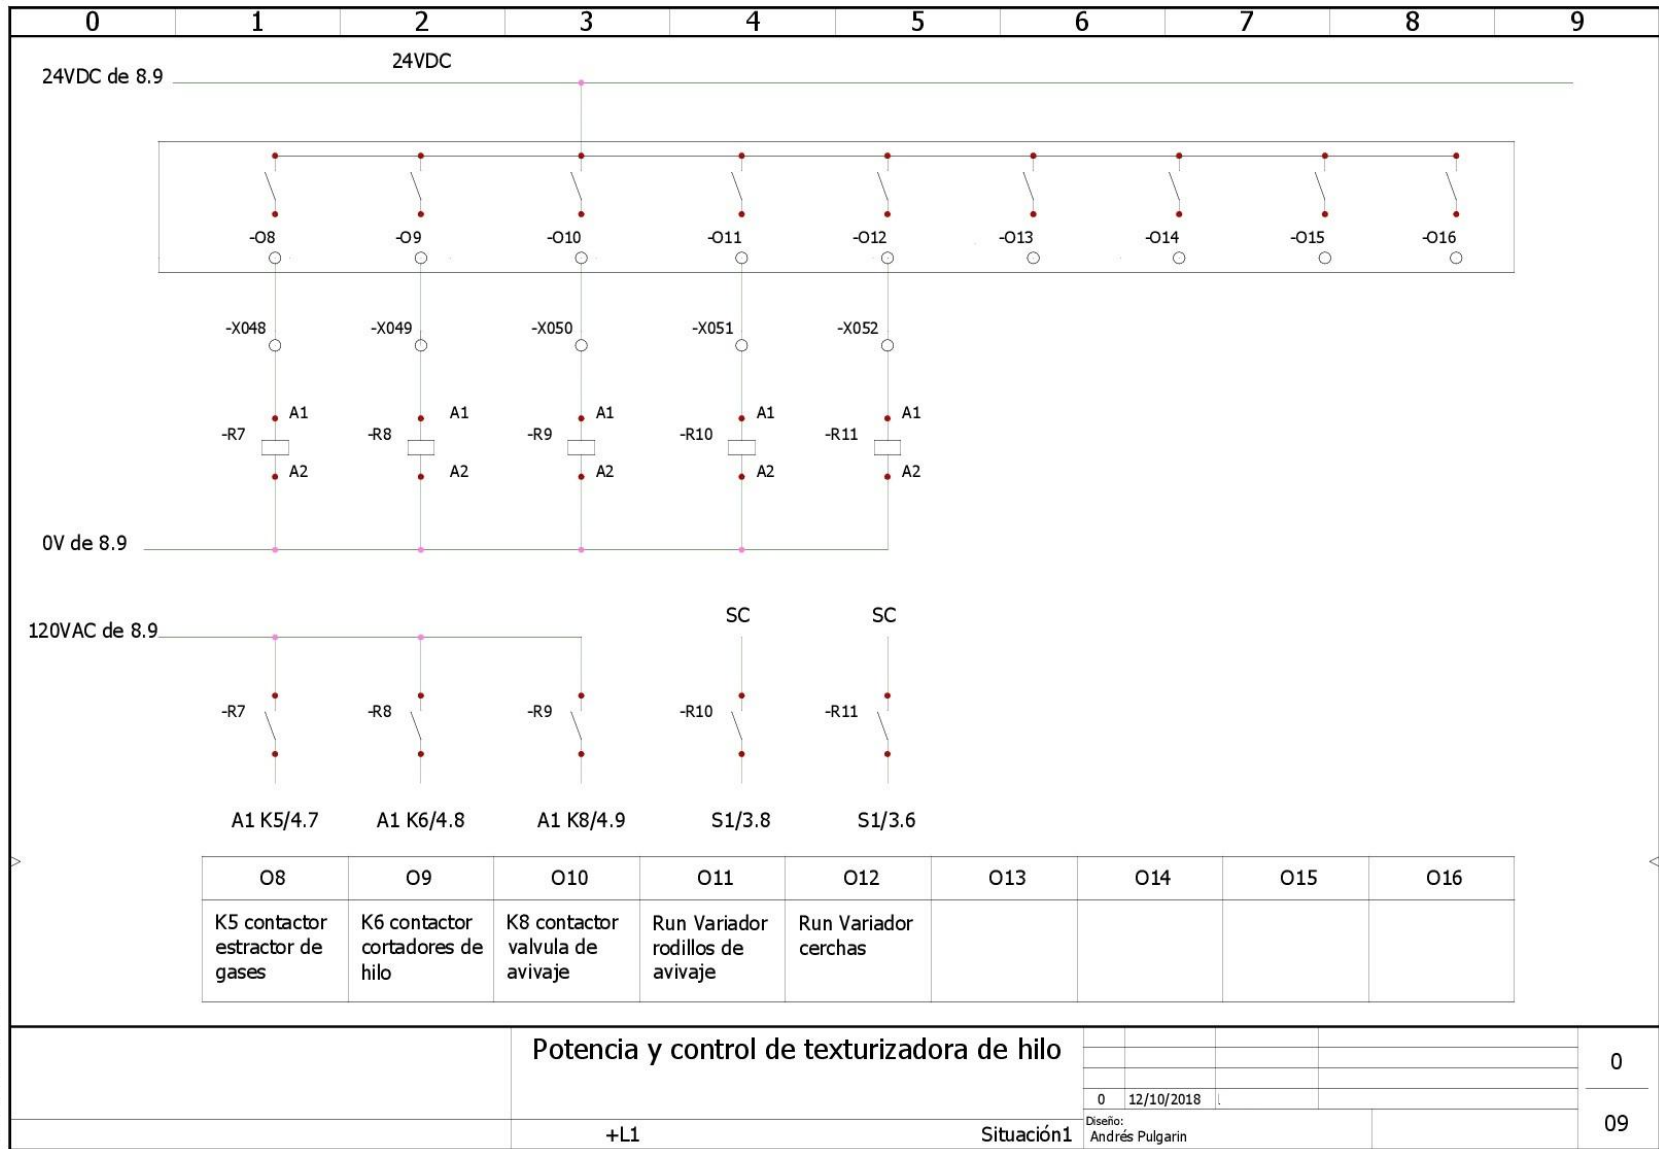 0 1 2 3 4 5 6 7 8 9
24VDC
24VDC de 8.9
-O8 -O9 -O10 -O11 -O12 -O13 -O14 -O15 -O16
-X048 -X049 -X050 -X051 -X052
A1 A1 A1 A1 A1
-R7 -R8 -R9 -R10 -R11
A2 A2 A2 A2 A2
0V de 8.9
SC SC
120VAC de 8.9
-R7 -R8 -R9 -R10 -R11
A1 K5/4.7 A1 K6/4.8 A1 K8/4.9 S1/3.8 S1/3.6
O8 O9 O10 O11 O12 O13 O14 O15 O16
K5 contactor
estractor de
gases
K6 contactor
cortadores de
hilo
K8 contactor
valvula de
avivaje
Run Variador
rodillos de
avivaje
Run Variador
cerchas
Potencia y control de texturizadora de hilo
0
0 12/10/2018
Diseño:
Andrés Pulgarin
09
+L1 Situación1